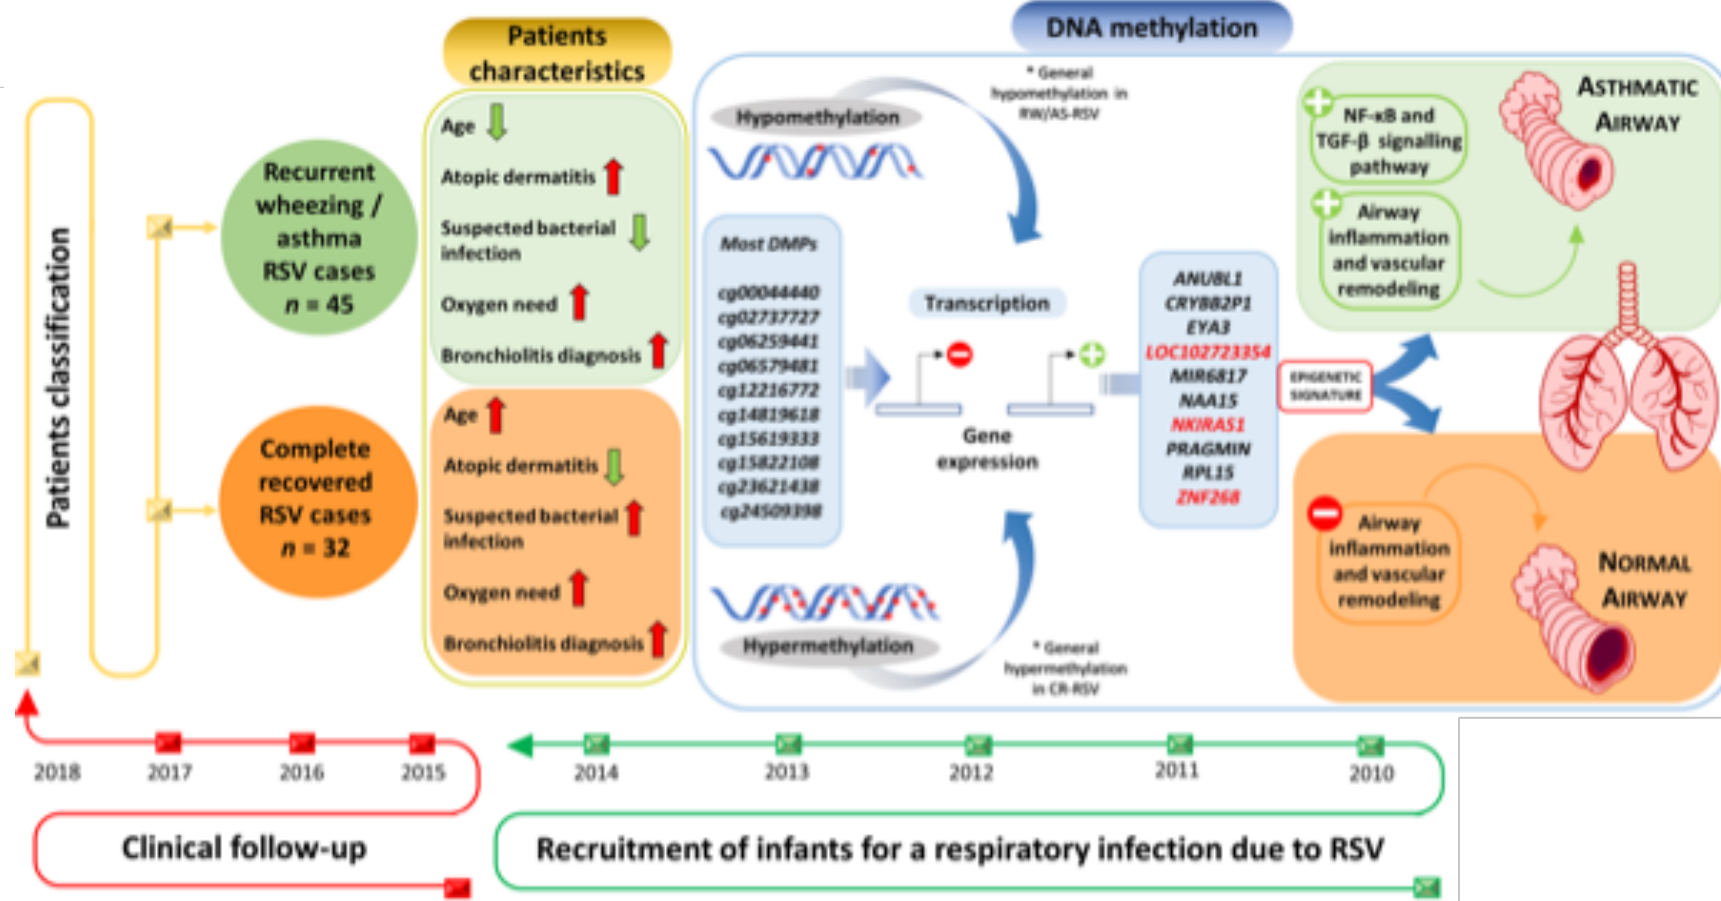 Patients classification
Recurrent
wheezing /
asthma
RSV cases
n = 45
Complete
recovered
RSV cases
n = 32
Patients
characteristics
Age
Atopic dermatitis
Suspected bacterial
infection
Oxygen need
Bronchiolitis diagnosis
Age
Atopic dermatitis
Suspected bacterial
infection
Oxygen need
Bronchiolitis diagnosis
DNA methylation
Hypomethylation
* General
hypomethylation in
RW/AS-RSV
Most DMPs
cg00044440
cg02737727
cg06259441
cg06579481
cg12216772
cg14819618
cg15619333
cg15822108
cg23621438
cg24509398
Hypermethylation
* General
hypermethylation
in CR-RSV
Transcription
Gene
expression
ANUBL1
CRYBB2P1
EYA3
LOC102723354
MIR6817
NAA15
NKIRAS1
PRAGMIN
RPL15
ZNF268
EPIGENETIC
SIGNATURE
NF-κB and
TGF-β signalling
pathway
Airway
inflammation
and vascular
remodeling
ASTHMATIC
AIRWAY
Airway
inflammation
and vascular
remodeling
NORMAL
AIRWAY
2018 2017 2016 2015 2014 2013 2012 2011 2010
Clinical follow-up
Recruitment of infants for a respiratory infection due to RSV